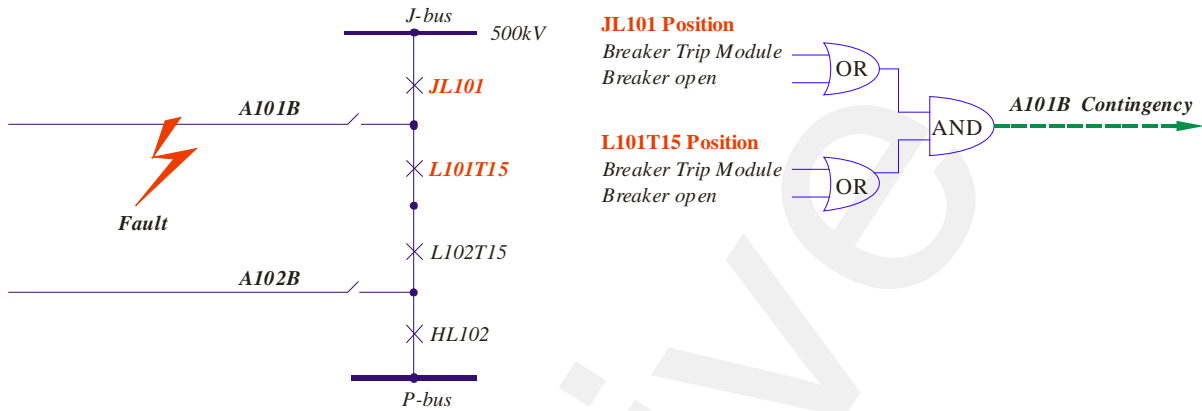 J-bus
500kV
JL101
A101B
L101T15
Fault
L102T15
A102B
HL102
P-bus
JL101 Position
Breaker Trip Module
Breaker open
OR
L101T15 Position
Breaker Trip Module
Breaker open
OR
AND
A101B Contingency